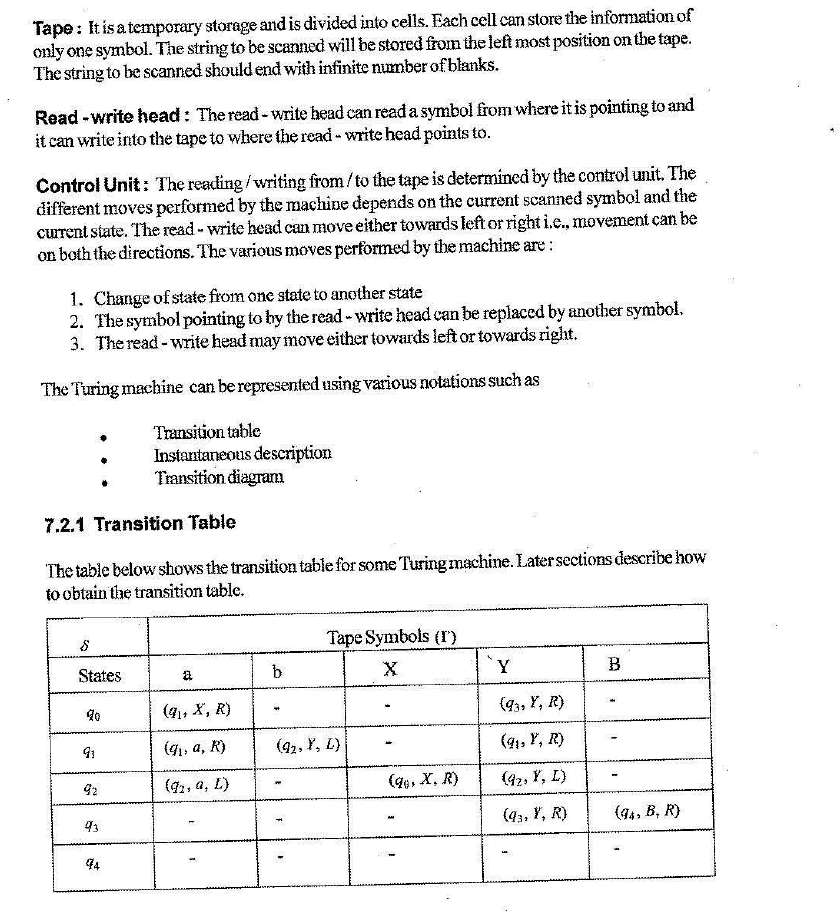 Tape : It is a temporary storage and is divided into cells. Each cell can store the information of
only one symbol. The string to be scanned will be stored from the left most position on the tape.
The string to be scanned should end with infinite number of blanks.
Read - write head : The read - write head can read a symbol from where it is pointing to and
it can write into the tape to where the read - write head points to.
Control Unit : The reading / writing from / to the tape is determined by the control unit. The
different moves performed by the machine depends on the current scanned symbol and the
current state. The read - write head can move either towards left or right i.e., movement can be
on both the directions. The various moves performed by the machine are :
1. Change of state from one state to another state
2. The symbol pointing to by the read - write head can be replaced by another symbol.
3. The read - write head may move either towards left or towards right.
The Turing machine can be represented using various notations such as
• Transition table
• Instantaneous description
• Transition diagram
7.2.1 Transition Table
The table below shows the transition table for some Turing machine. Later sections describe how
to obtain the transition table.
δ Tape Symbols (Γ)
States a b X Y B
q₀ (q₁, X, R) - - (q₃, Y, R) -
q₁ (q₁, a, R) (q₂, Y, L) - (q₁, Y, R) -
q₂ (q₂, a, L) - (q₀, X, R) (q₂, Y, L) -
q₃ - - - (q₃, Y, R) (q₄, B, R)
q₄ - - - - -